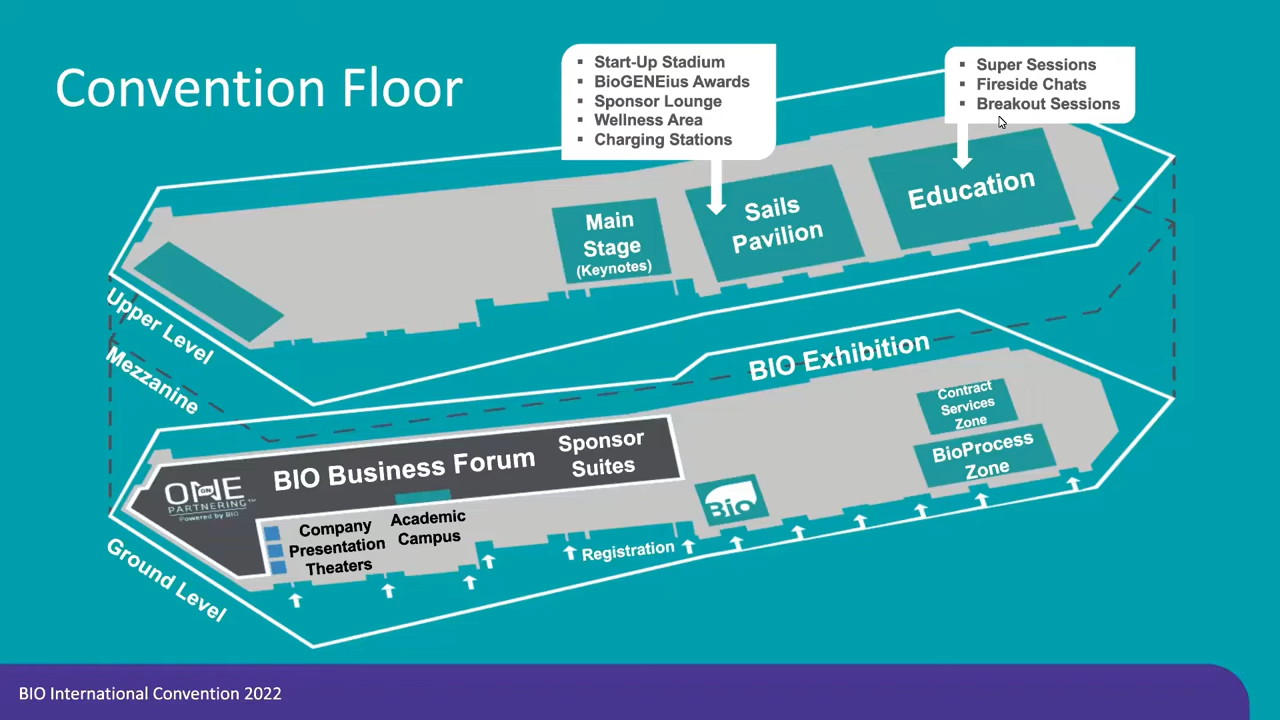 Convention Floor
▪ Start-Up Stadium
▪ BioGENEius Awards
▪ Sponsor Lounge
▪ Wellness Area
▪ Charging Stations
▪ Super Sessions
▪ Fireside Chats
▪ Breakout Sessions
Main
Stage
(Keynotes)
Sails
Pavilion
Education
Upper Level
Mezzanine
BIO Exhibition
Contract
Services
Zone
BioProcess
Zone
BIO Business Forum
Sponsor
Suites
ONE
ON
PARTNERING™
Powered by BIO
Company
Presentation
Theaters
Academic
Campus
Bio
Registration
Ground Level
BIO International Convention 2022